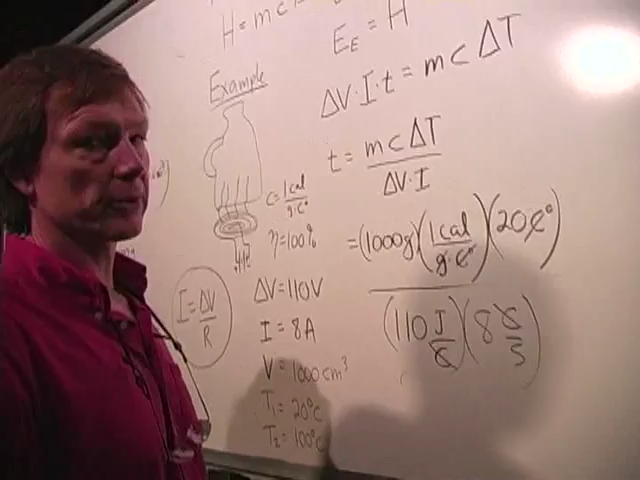 H = mc
E_E = H
Example
ΔV·I·t = mcΔT
t = mcΔT / ΔV·I
c = 1cal / g·c°
η = 100%
= (1000g)(1cal / g·c°)(20c°)
(110 J/c)(8 c/s)
I = ΔV / R
ΔV = 110V
I = 8A
V = 1000cm³
T₁ = 20°c
T₂ = 100°c